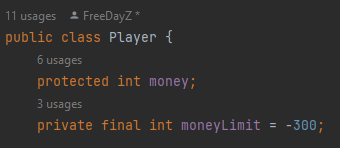 11 usages FreeDayZ *
public class Player {
6 usages
protected int money;
3 usages
private final int moneyLimit = -300;